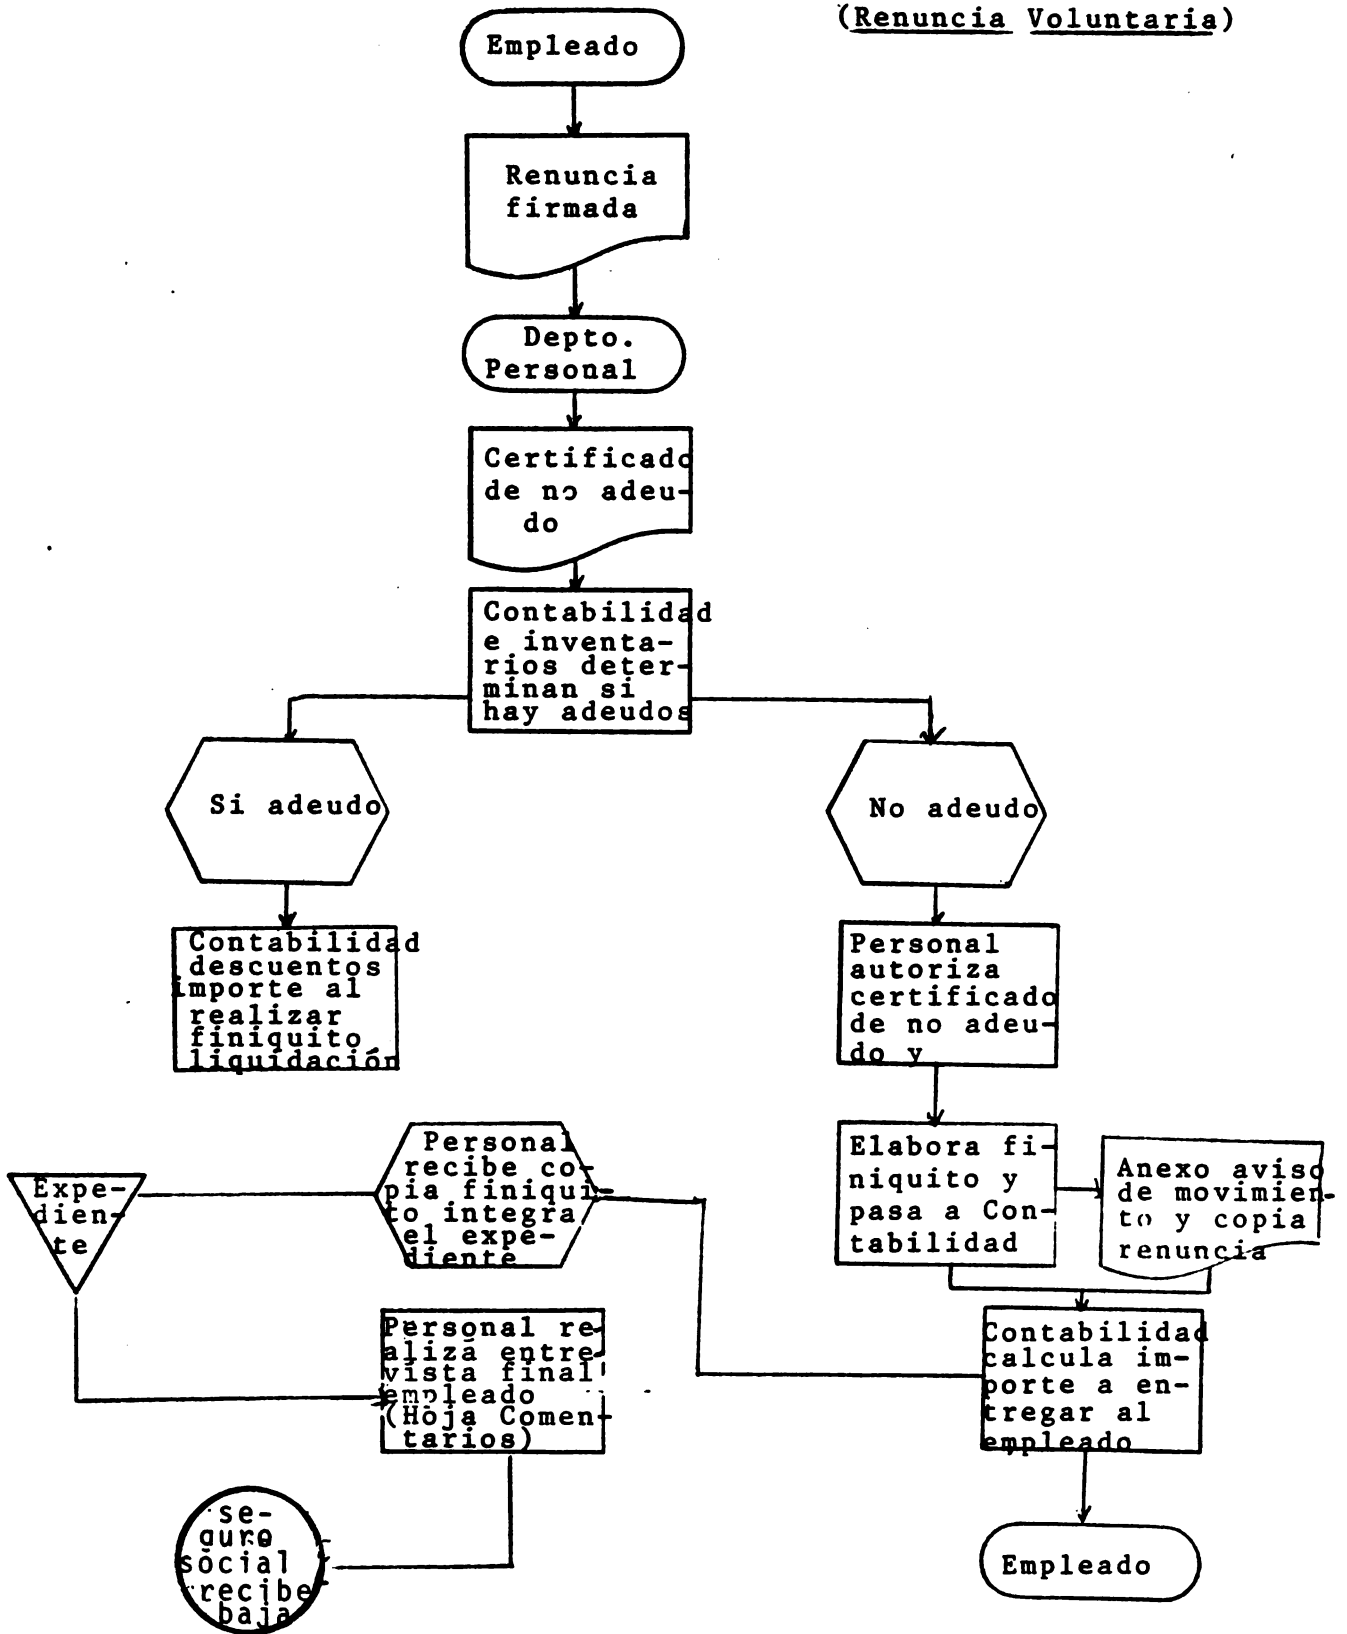 (Renuncia Voluntaria)
Empleado
Renuncia
firmada
Depto.
Personal
Certificado
de no adeu-
do
Contabilidad
e inventa-
rios deter-
minan si
hay adeudos
Si adeudo
No adeudo
Contabilidad
descuentos
importe al
realizar
finiquito
liquidación
Personal
autoriza
certificado
de no adeu-
do y
Elabora fi-
niquito y
pasa a Con-
tabilidad
Anexo aviso
de movimien-
to y copia
renuncia
Personal
recibe co-
pia finiqui-
to integra
el expe-
diente
Expe-
dien-
te
Personal re-
aliza entre-
vista final
empleado
(Hoja Comen-
tarios)
Contabilidad
calcula im-
porte a en-
tregar al
empleado
se-
guro
social
recibe
baja
Empleado